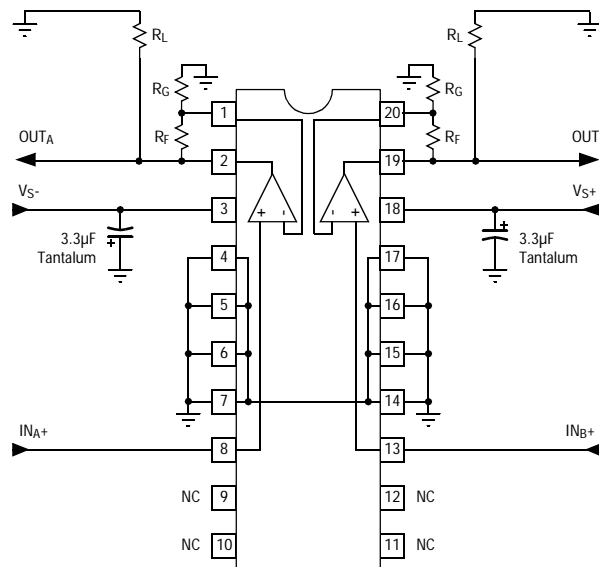 RL
RL
RG
RG
1
20
OUTA
RF
RF
OUT
2
19
VS-
VS+
+
-
-
+
3
18
3.3µF
Tantalum
+
+
3.3µF
Tantalum
4
17
5
16
6
15
7
14
INA+
INB+
8
13
NC
9
12
NC
NC
10
11
NC